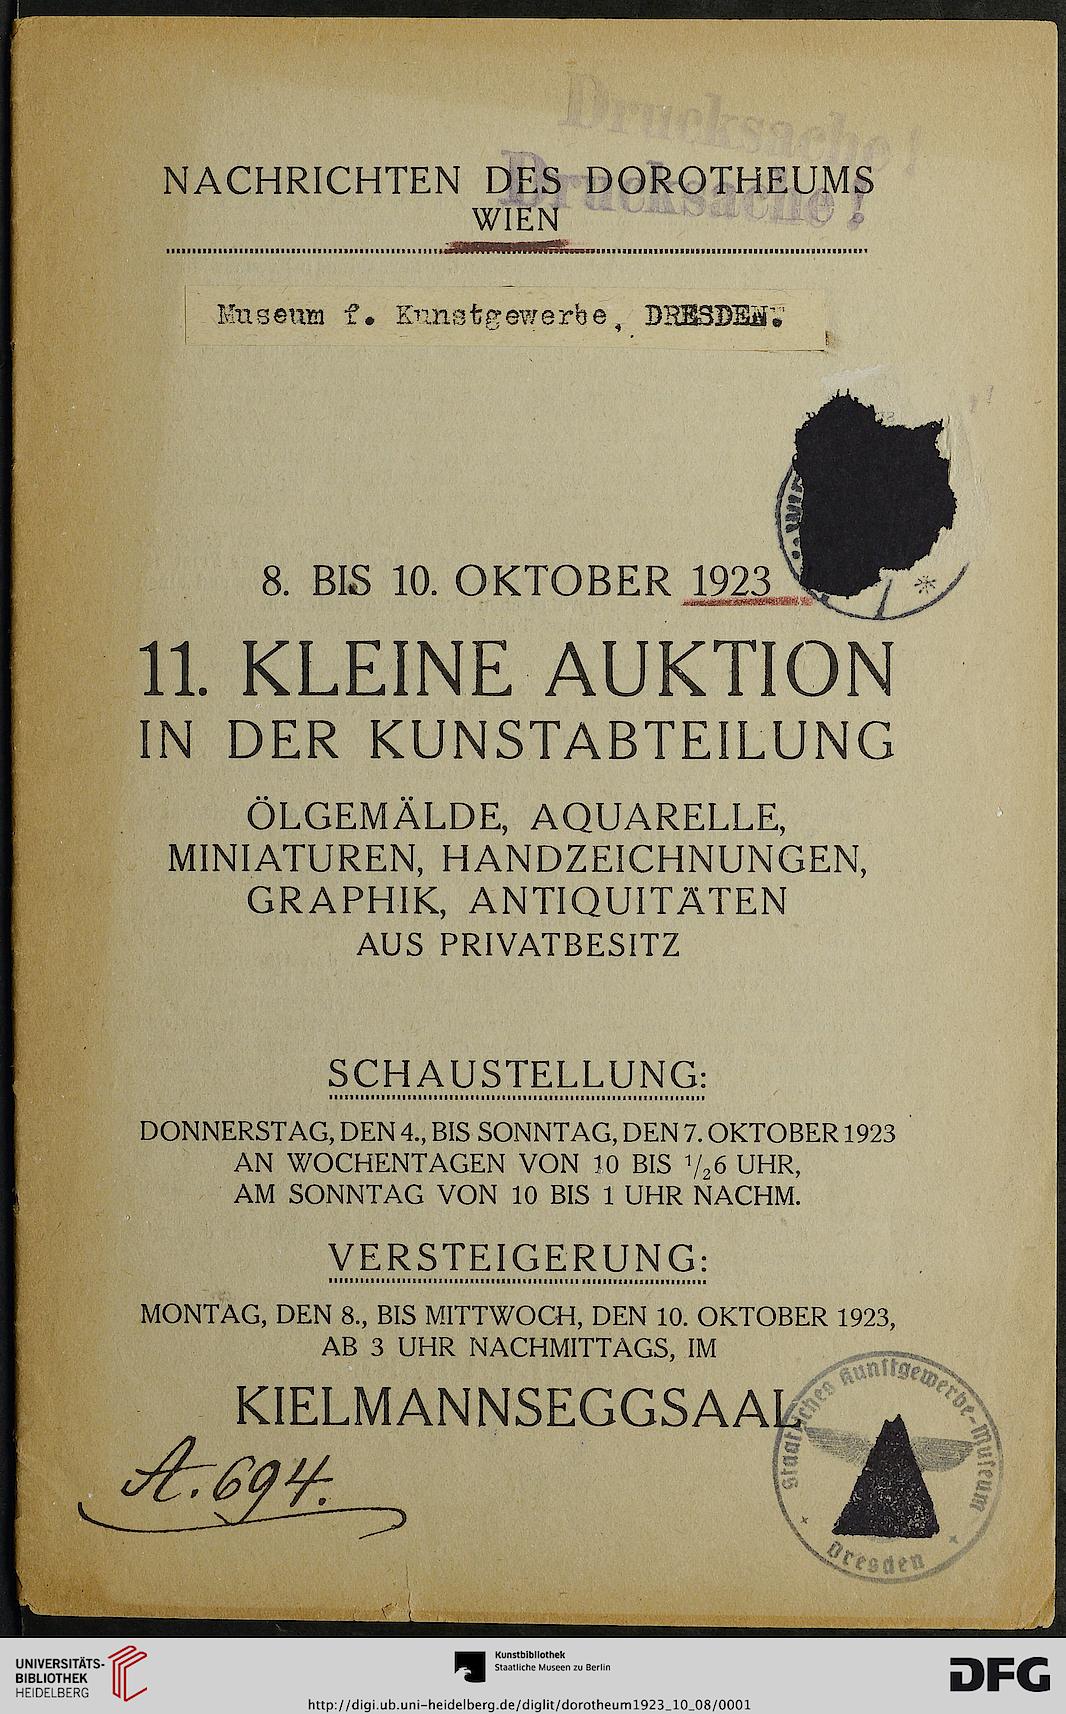 Drucksache!
Drucksache!
NACHRICHTEN DES DOROTHEUMS
WIEN
Museum f. Kunstgewerbe, DRESDEN.
8. BIS 10. OKTOBER 1923
11. KLEINE AUKTION
IN DER KUNSTABTEILUNG
ÖLGEMÄLDE, AQUARELLE,
MINIATUREN, HANDZEICHNUNGEN,
GRAPHIK, ANTIQUITÄTEN
AUS PRIVATBESITZ
SCHAUSTELLUNG:
DONNERSTAG, DEN 4., BIS SONNTAG, DEN 7. OKTOBER 1923
AN WOCHENTAGEN VON 10 BIS 1/2 6 UHR,
AM SONNTAG VON 10 BIS 1 UHR NACHM.
VERSTEIGERUNG:
MONTAG, DEN 8., BIS MITTWOCH, DEN 10. OKTOBER 1923,
AB 3 UHR NACHMITTAGS, IM
KIELMANNSEGGSAAL
A. 694.
Staatliches Kunstgewerbe-Museum
Dresden
UNIVERSITÄTS-
BIBLIOTHEK
HEIDELBERG
Kunstbibliothek
Staatliche Museen zu Berlin
DFG
http://digi.ub.uni-heidelberg.de/diglit/dorotheum1923_10_08/0001